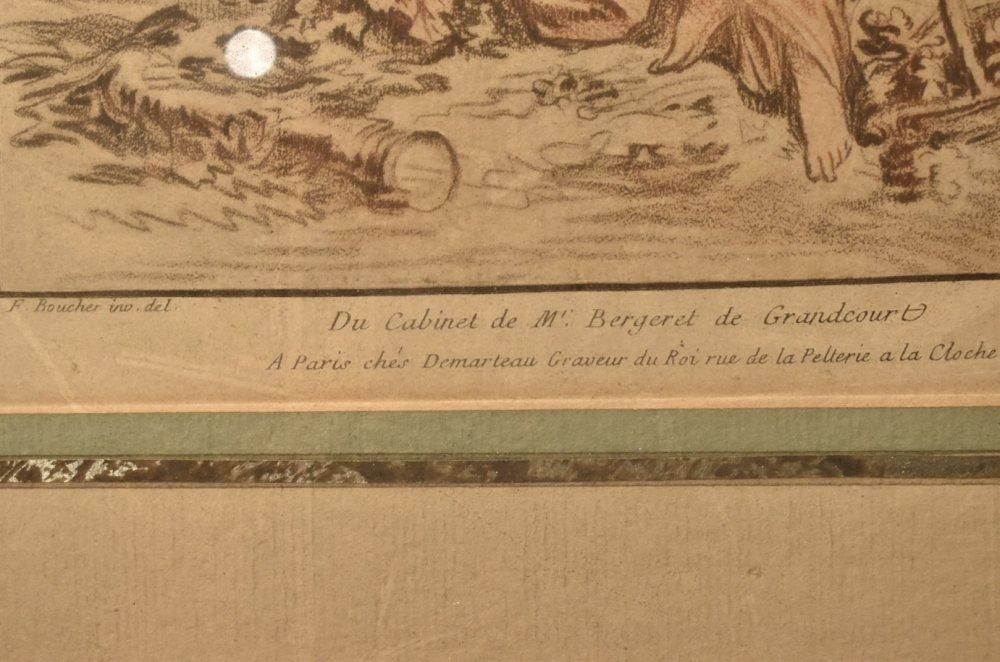 F. Boucher inv. del.
Du Cabinet de Mr. Bergeret de Grandcourt
A Paris chés Demarteau Graveur du Roi rue de la Pelterie a la Cloche